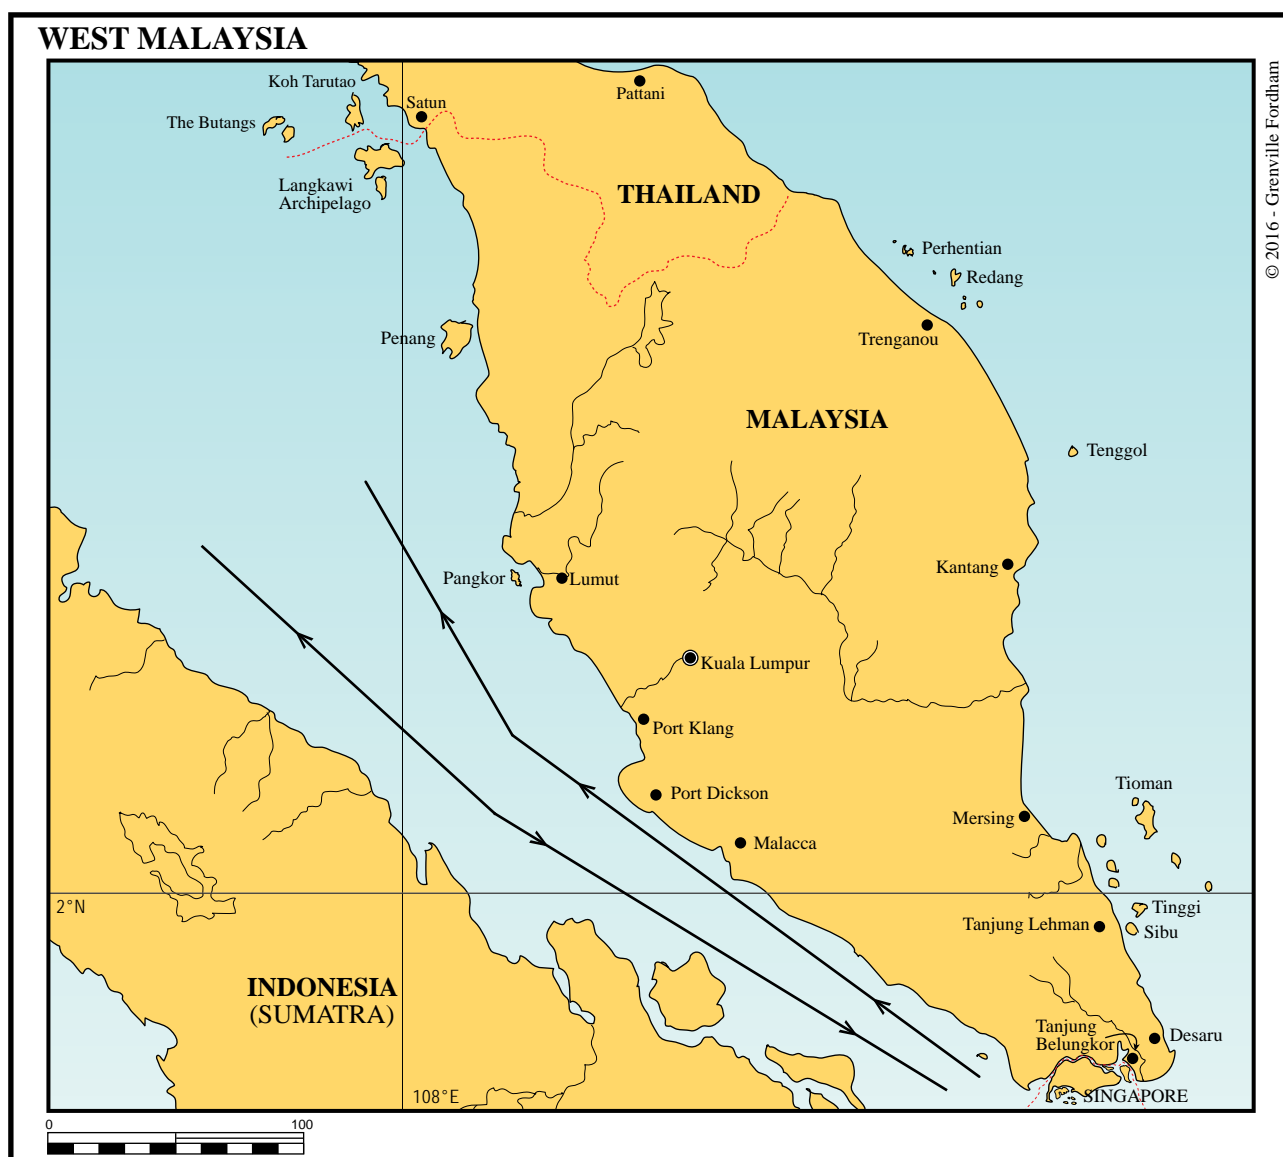 WEST MALAYSIA
© 2016 - Grenville Fordham
Koh Tarutao
Satun
Pattani
The Butangs
Langkawi
Archipelago
THAILAND
Perhentian
Redang
Penang
Trenganou
MALAYSIA
Tenggol
Pangkor
Lumut
Kantang
Kuala Lumpur
Port Klang
Port Dickson
Tioman
Mersing
Malacca
2°N
Tinggi
Tanjung Lehman
Sibu
INDONESIA
(SUMATRA)
Tanjung
Belungkor
Desaru
108°E
SINGAPORE
0 100